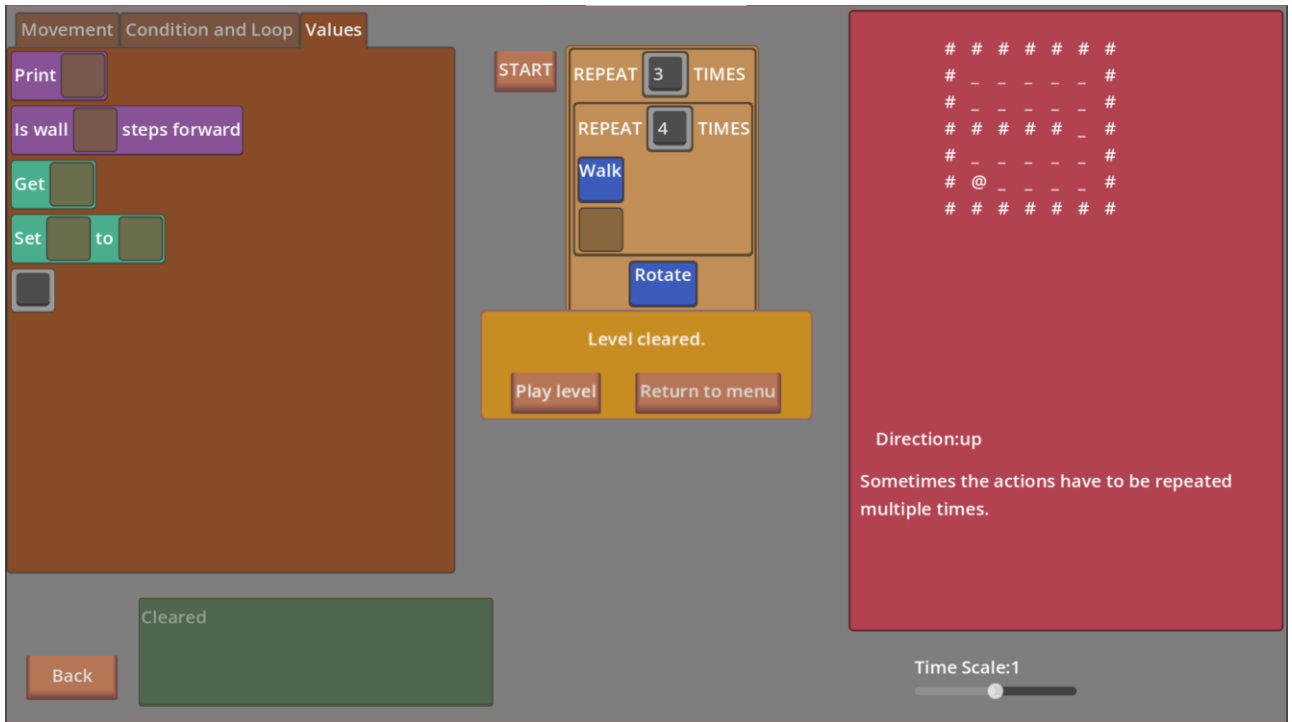 Movement Condition and Loop Values
Print
Is wall steps forward
Get
Set to
START
REPEAT 3 TIMES
REPEAT 4 TIMES
Walk
Rotate
Level cleared.
Play level Return to menu
# # # # # # #
# _ _ _ _ _ #
# _ _ _ _ _ #
# # # # # _ #
# _ _ _ _ _ #
# @ _ _ _ _ #
# # # # # # #
Direction:up
Sometimes the actions have to be repeated
multiple times.
Cleared
Back
Time Scale:1